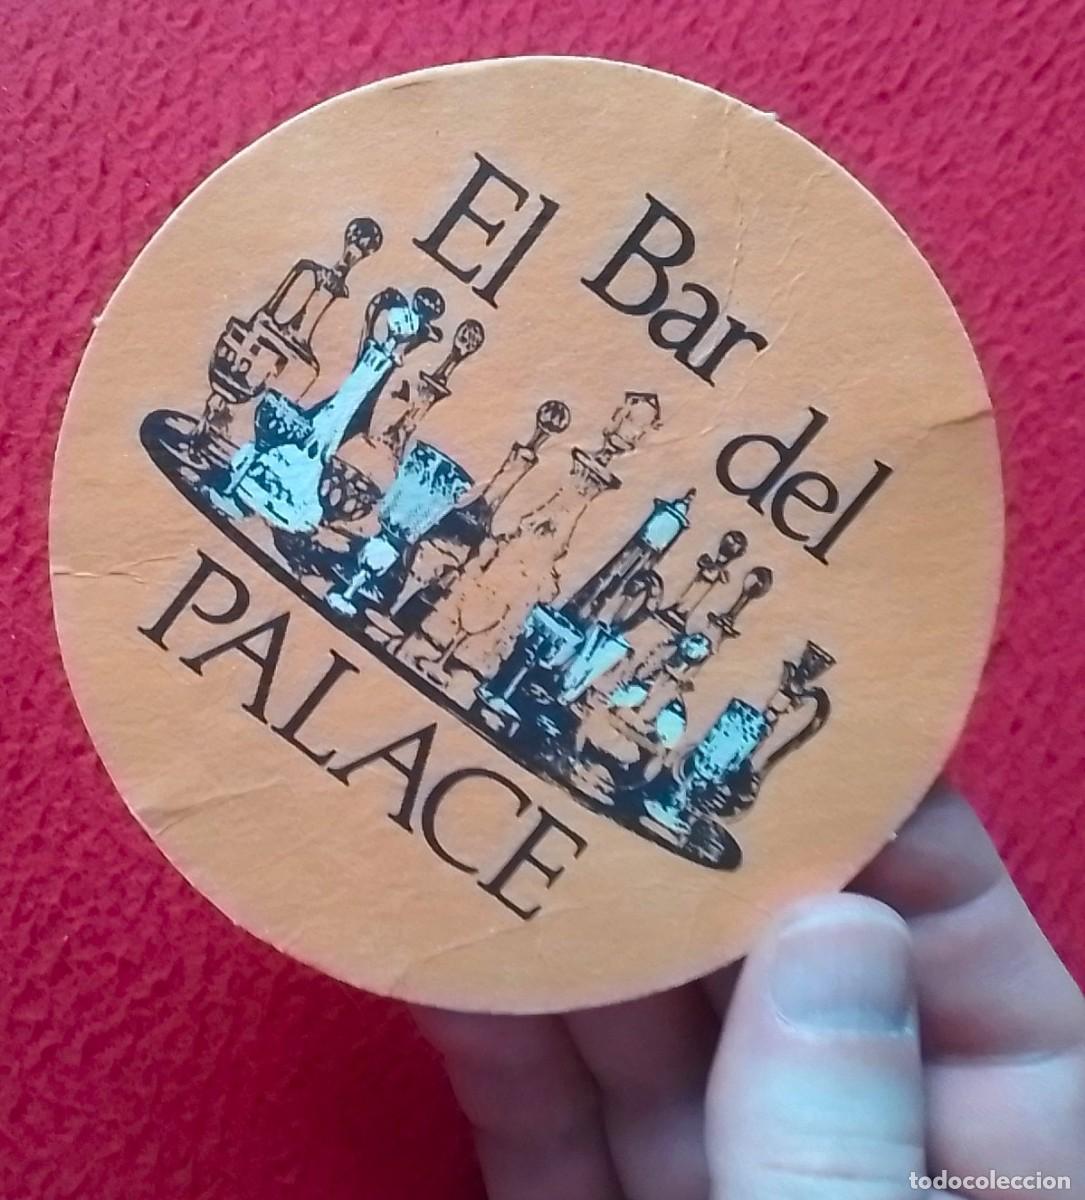 El Bar del
PALACE
todocoleccion